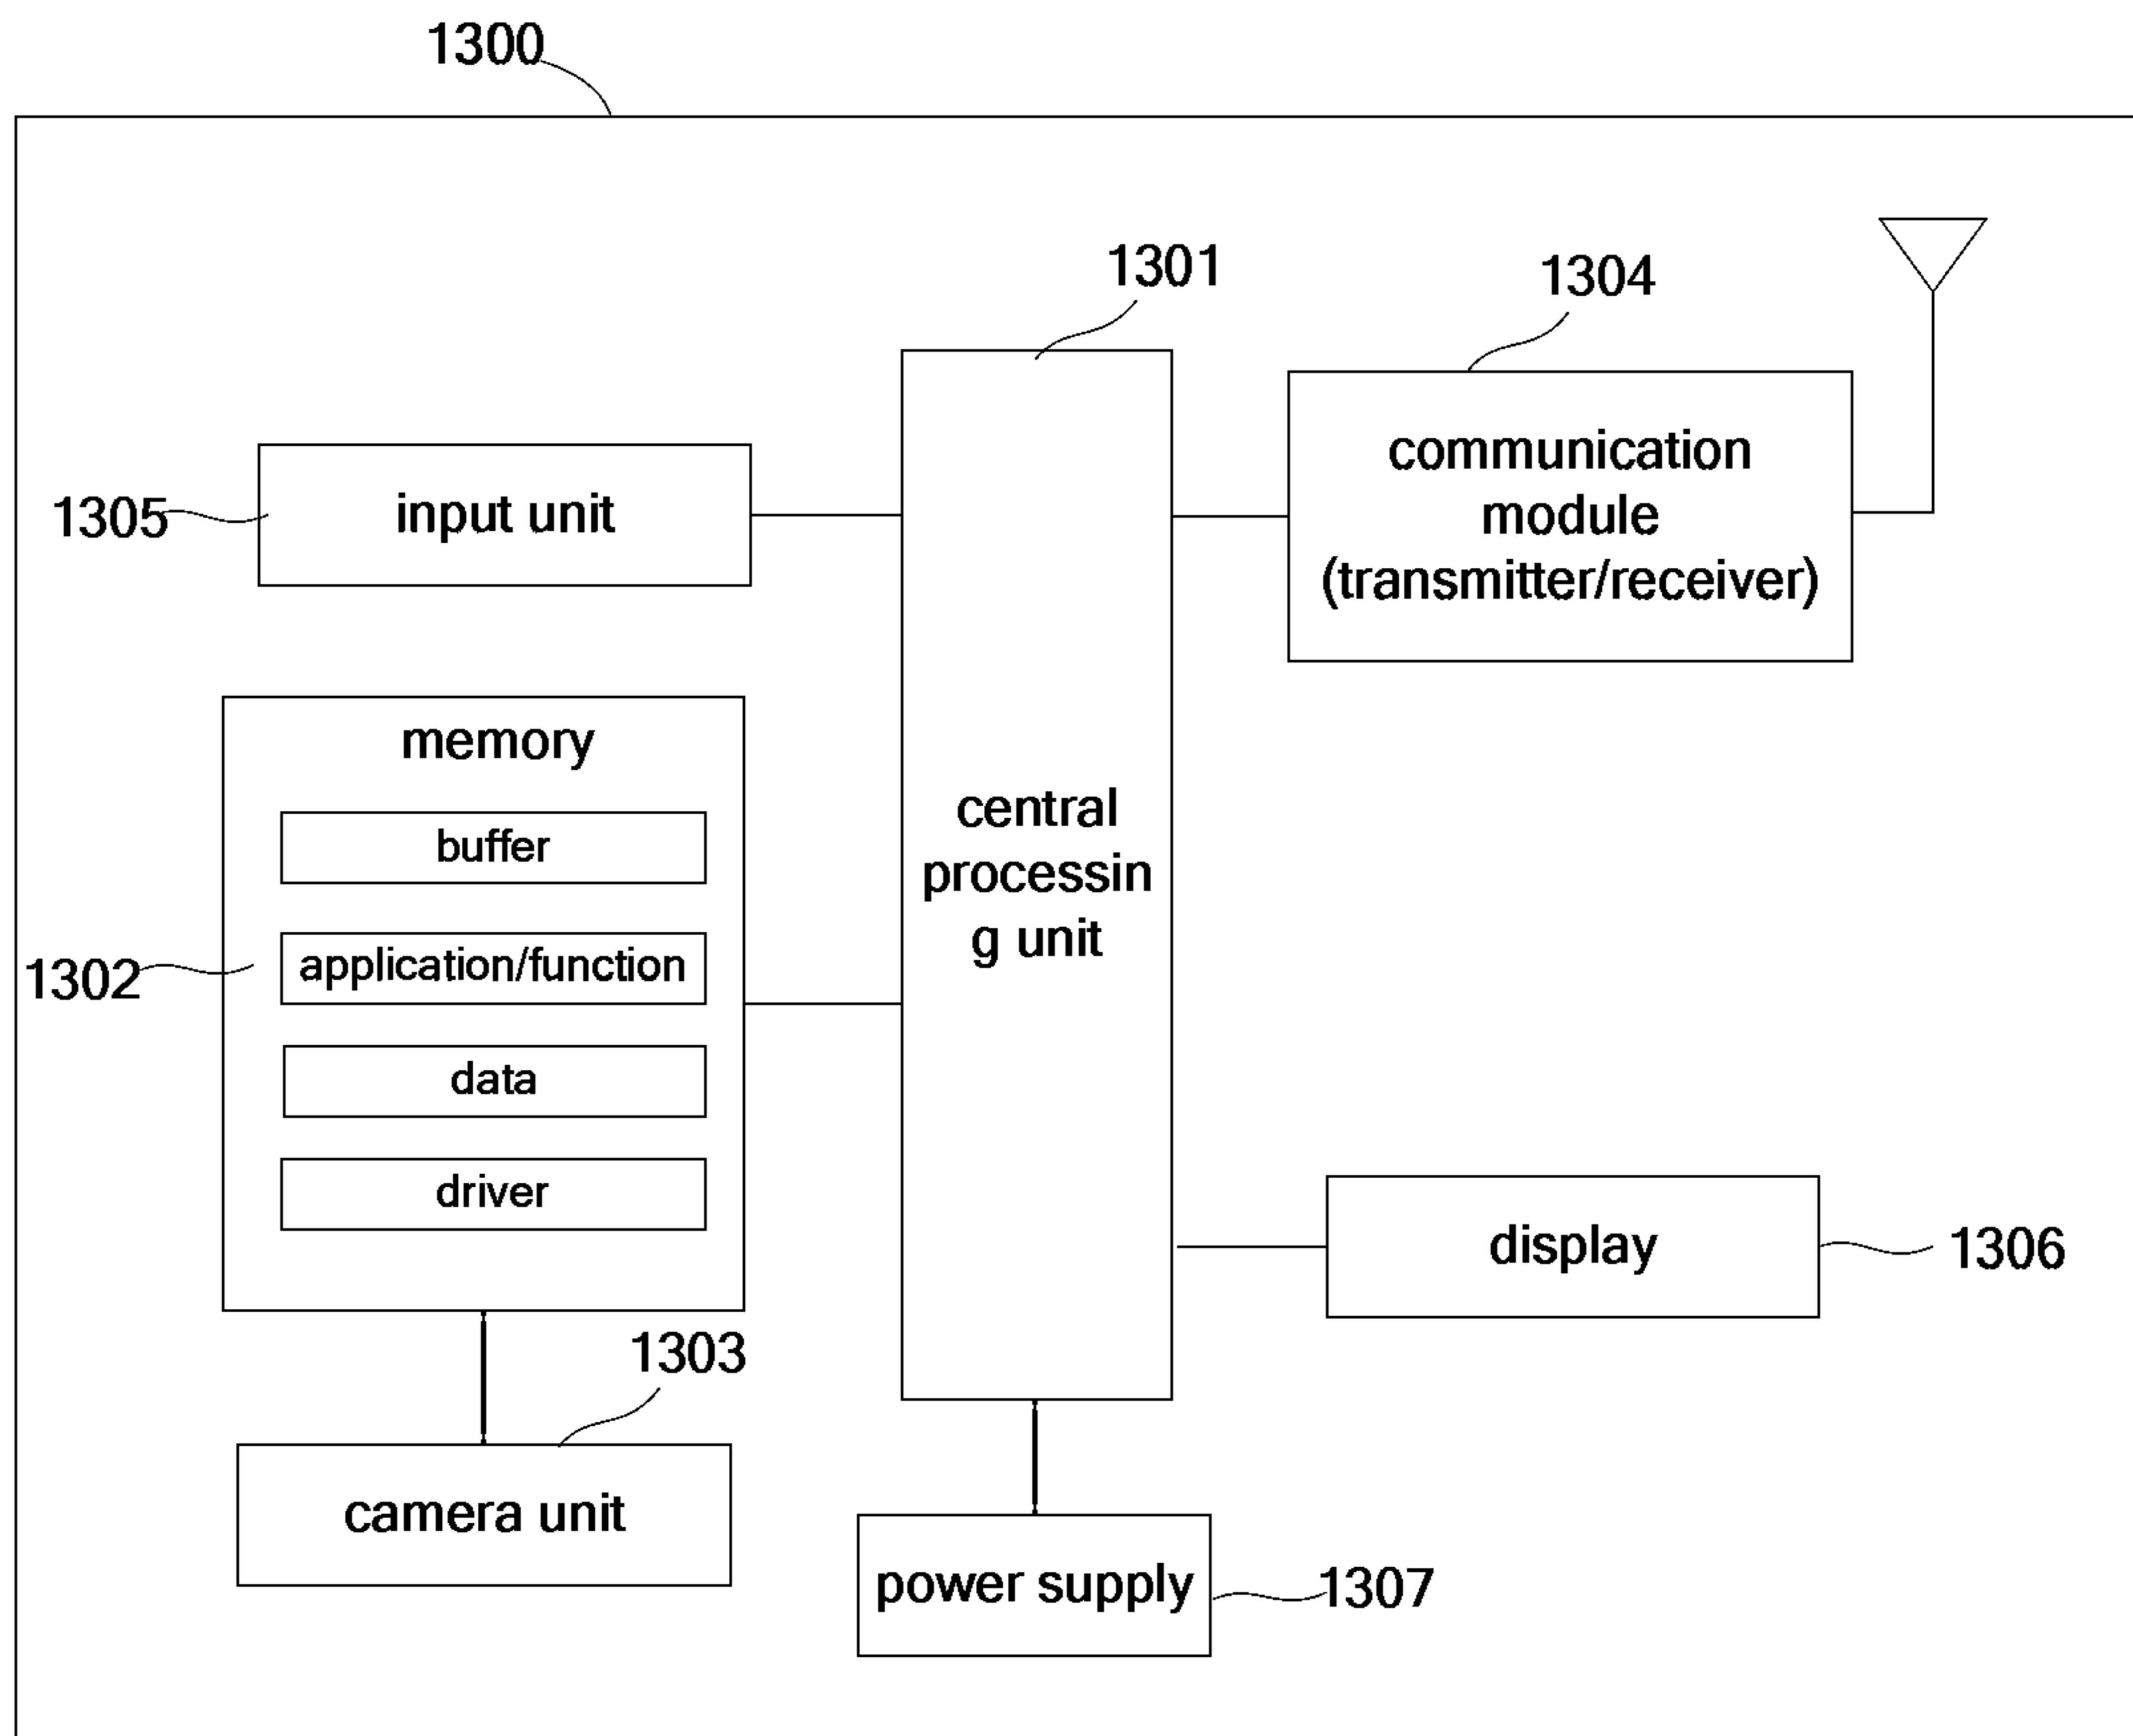 1300
1301
1304
communication
module
(transmitter/receiver)
1305
input unit
memory
buffer
application/function
data
driver
1302
central
processin
g unit
display
1306
1303
camera unit
power supply
1307